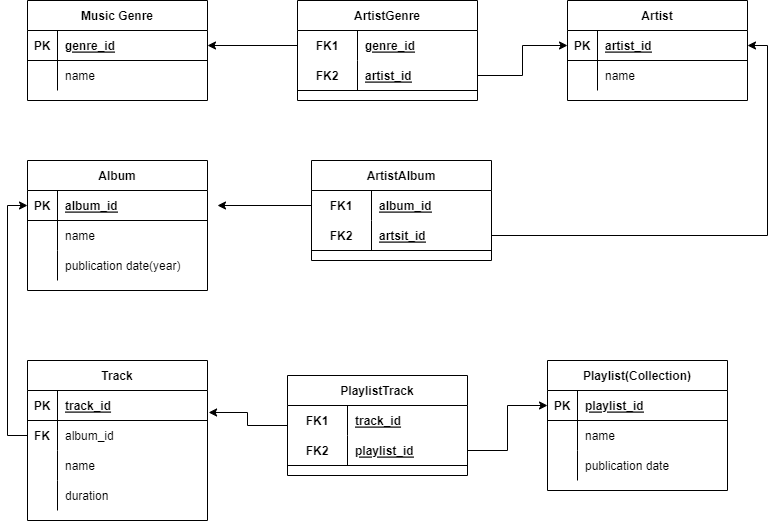 Music Genre
PK genre_id
name
ArtistGenre
FK1 genre_id
FK2 artist_id
Artist
PK artist_id
name
Album
PK album_id
name
publication date(year)
ArtistAlbum
FK1 album_id
FK2 artsit_id
Track
PK track_id
FK album_id
name
duration
PlaylistTrack
FK1 track_id
FK2 playlist_id
Playlist(Collection)
PK playlist_id
name
publication date